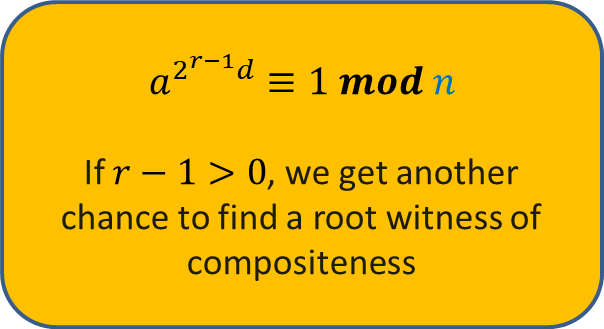 a^{2^{r−1}d} ≡ 1 mod n
If r − 1 > 0, we get another
chance to find a root witness of
compositeness